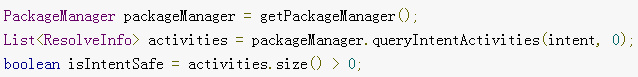 PackageManager packageManager = getPackageManager();
List<ResolveInfo> activities = packageManager.queryIntentActivities(intent, 0);
boolean isIntentSafe = activities.size() > 0;